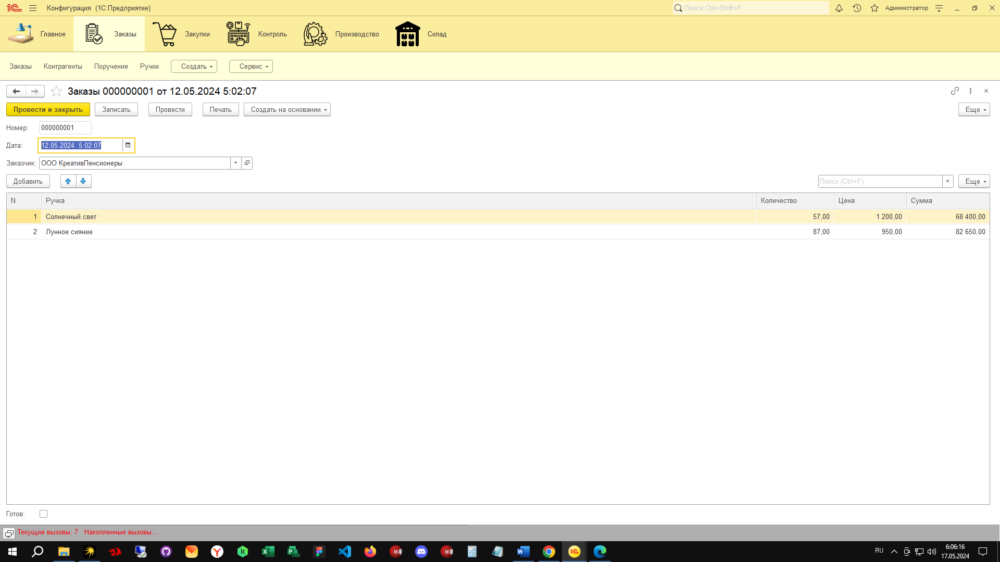 1С Конфигурация (1С:Предприятие) Поиск Ctrl+Shift+F Администратор
Главное Заказы Закупки Контроль Производство Склад
Заказы Контрагенты Поручение Ручки Создать Сервис
Заказы 000000001 от 12.05.2024 5:02:07
Провести и закрыть Записать Провести Печать Создать на основании Еще
Номер: 000000001
Дата: 12.05.2024 5:02:07
Заказчик: ООО КреативПенсионеры
Добавить Поиск (Ctrl+F) × Еще
N Ручка Количество Цена Сумма
1 Солнечный свет 57,00 1 200,00 68 400,00
2 Лунное сияние 87,00 950,00 82 650,00
Готов:
Текущие вызовы: 7 Накопленные вызовы...
RU 6:06:16
17.05.2024